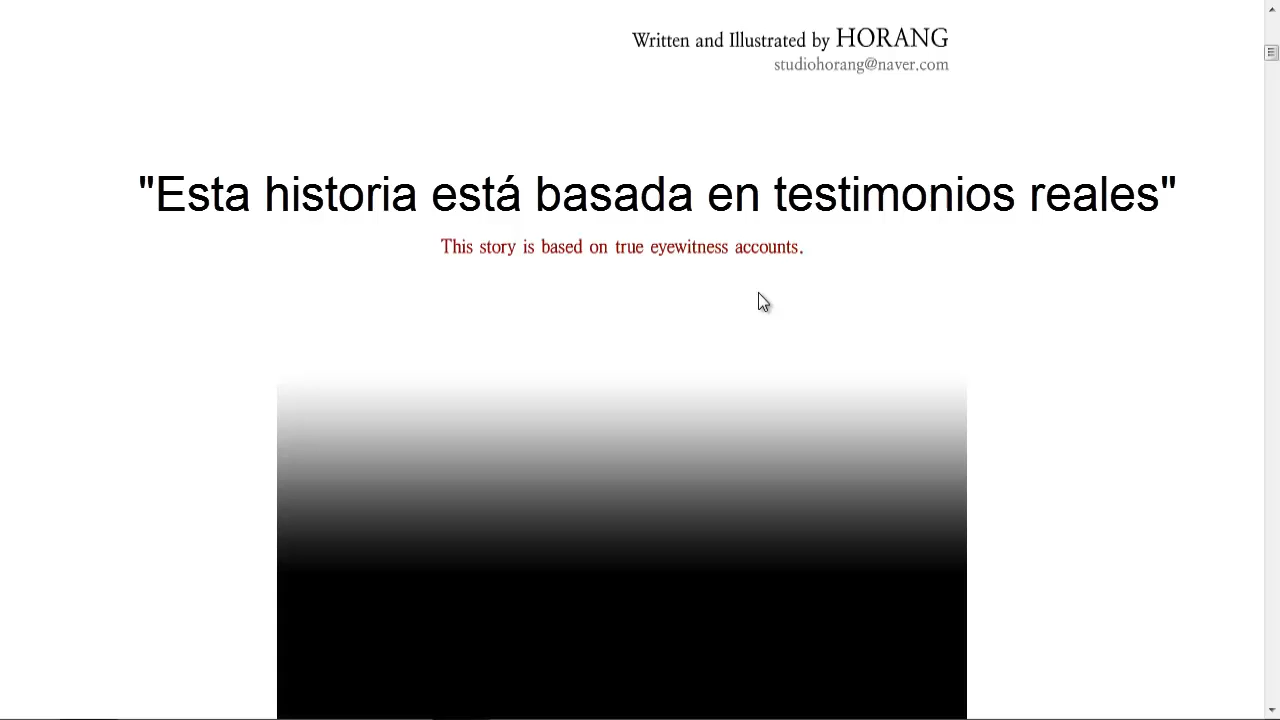 Written and Illustrated by HORANG
studiohorang@naver.com
"Esta historia está basada en testimonios reales"
This story is based on true eyewitness accounts.